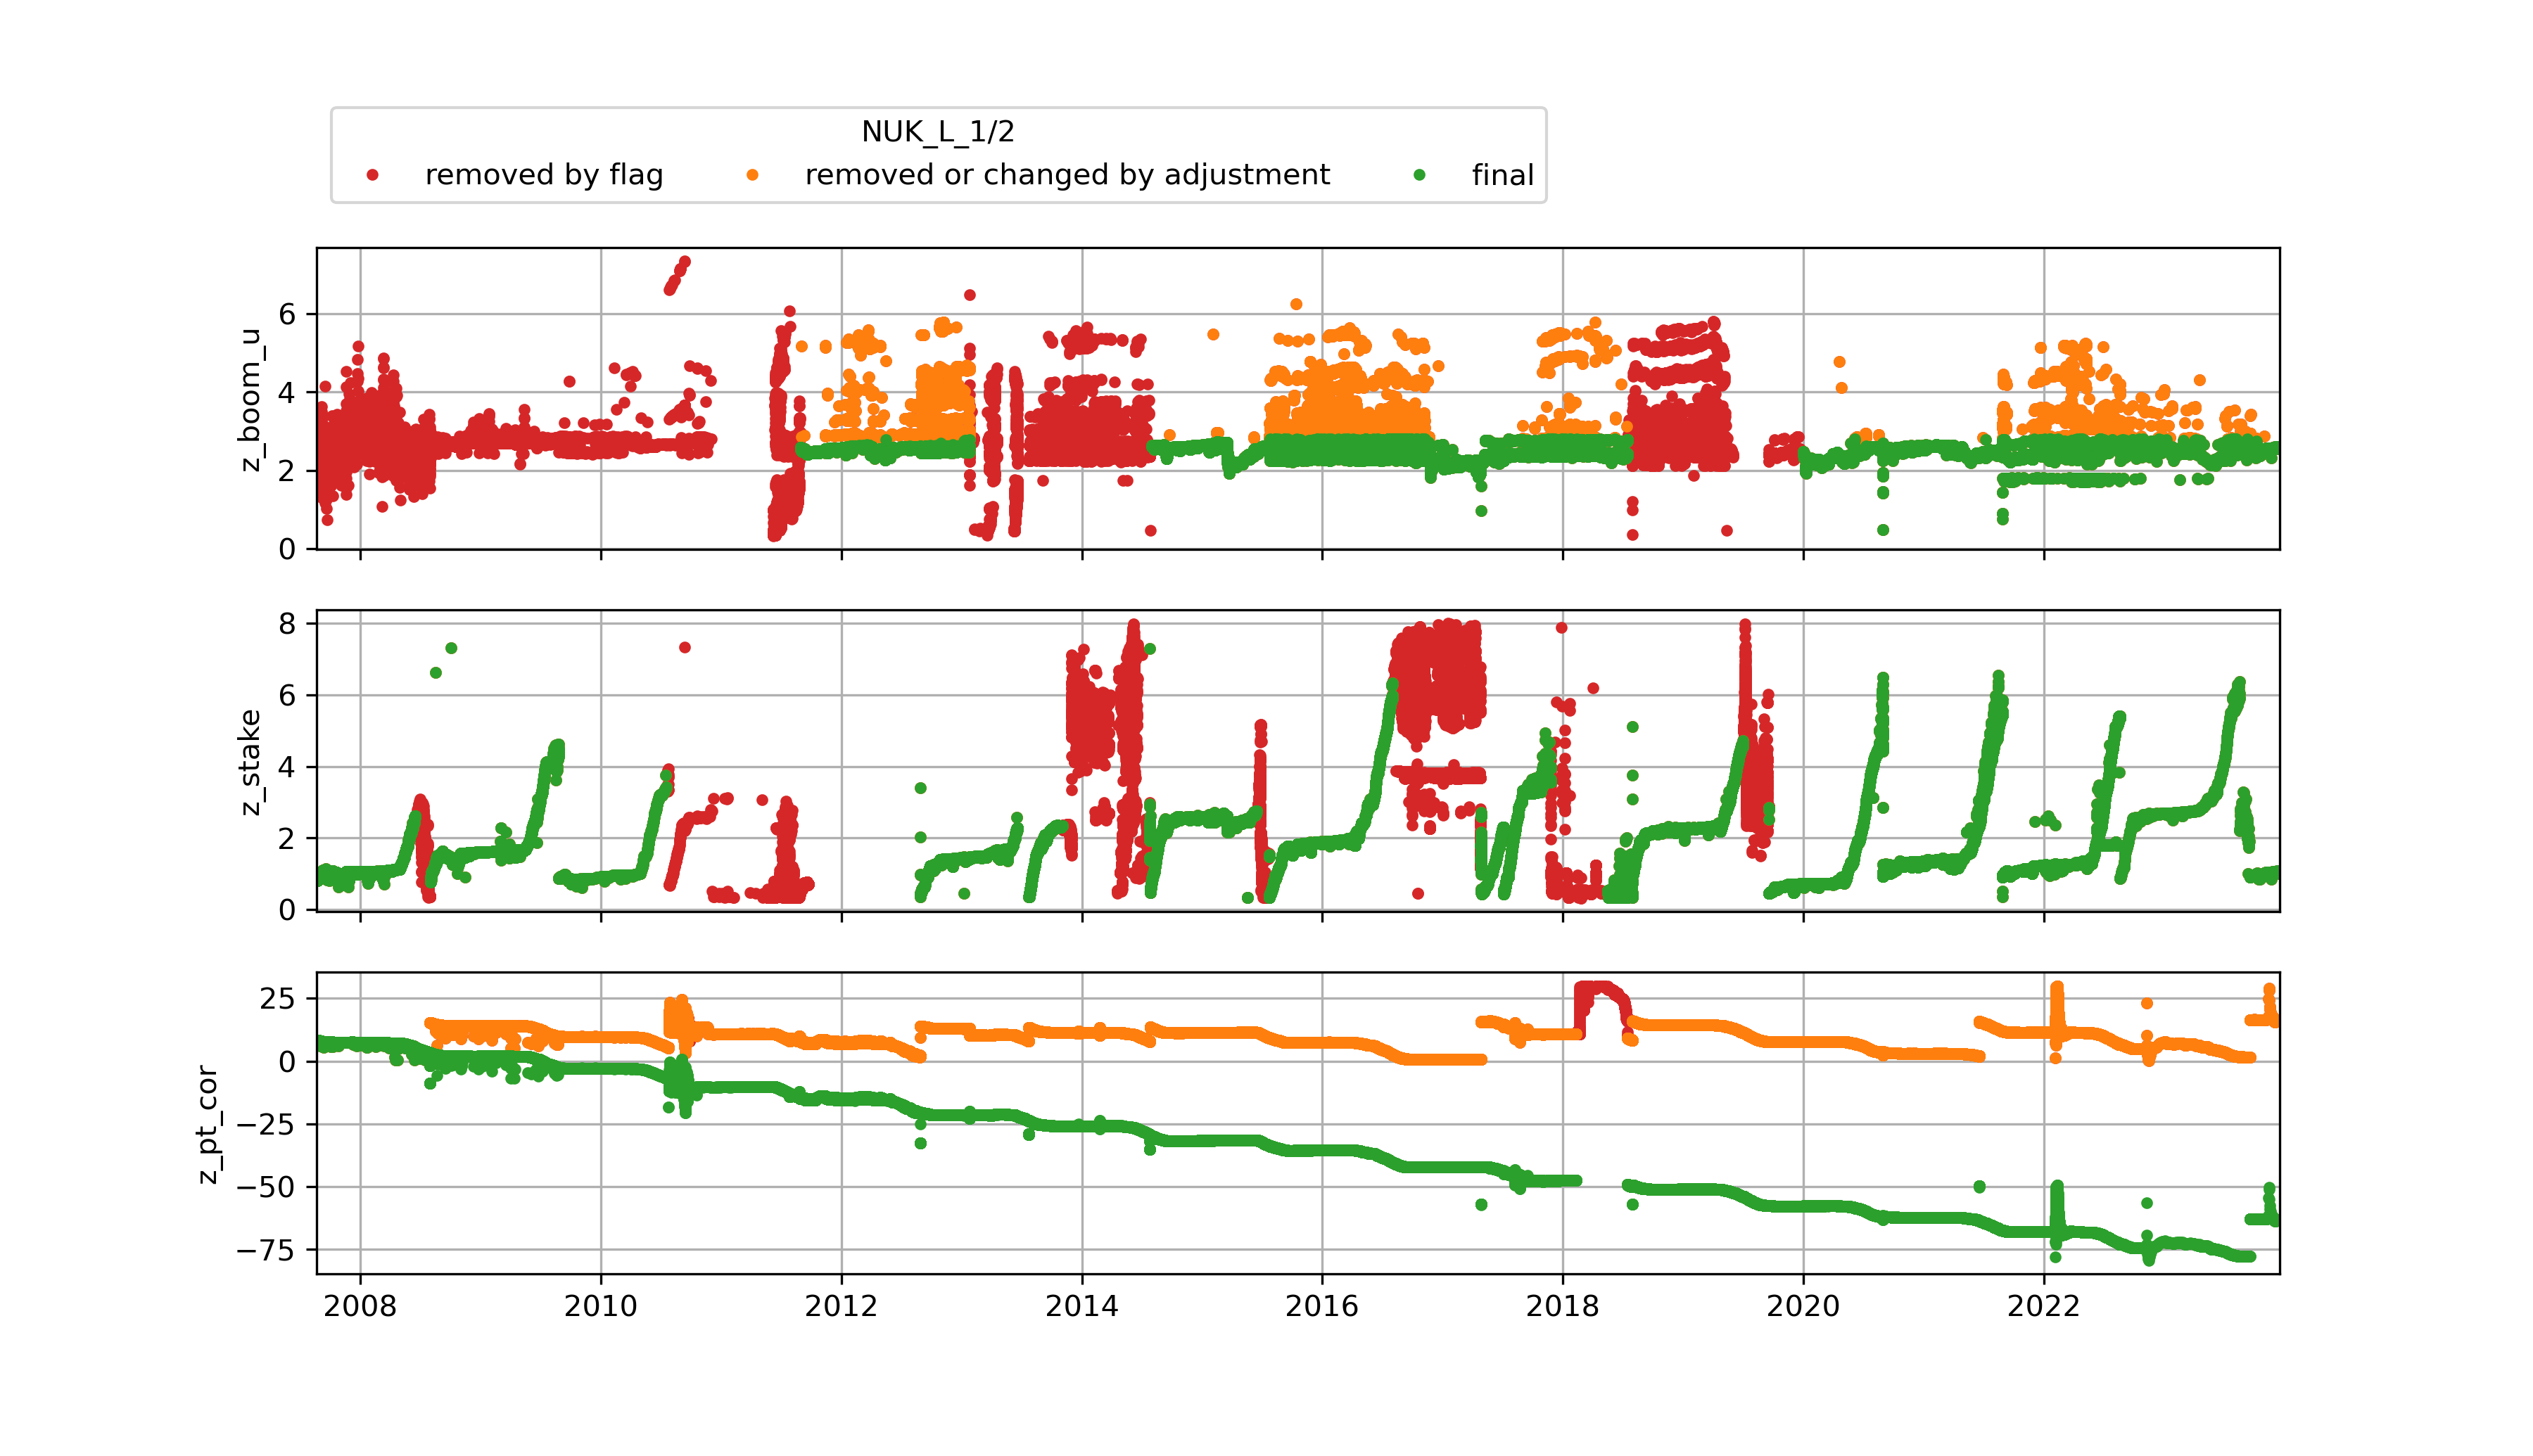 NUK_L_1/2
removed by flag removed or changed by adjustment final
z_boom_u
6
4
2
0
z_stake
8
6
4
2
0
z_pt_cor
25
0
−25
−50
−75
2008 2010 2012 2014 2016 2018 2020 2022